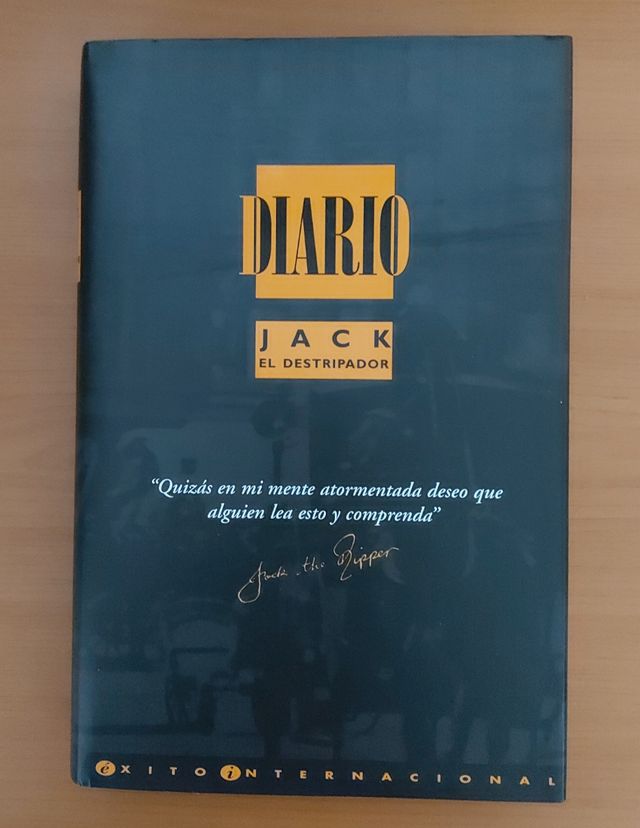 DIARIO
JACK
EL DESTRIPADOR
“Quizás en mi mente atormentada deseo que
alguien lea esto y comprenda”
Jack the Ripper
éXITO iNTERNACIONAL